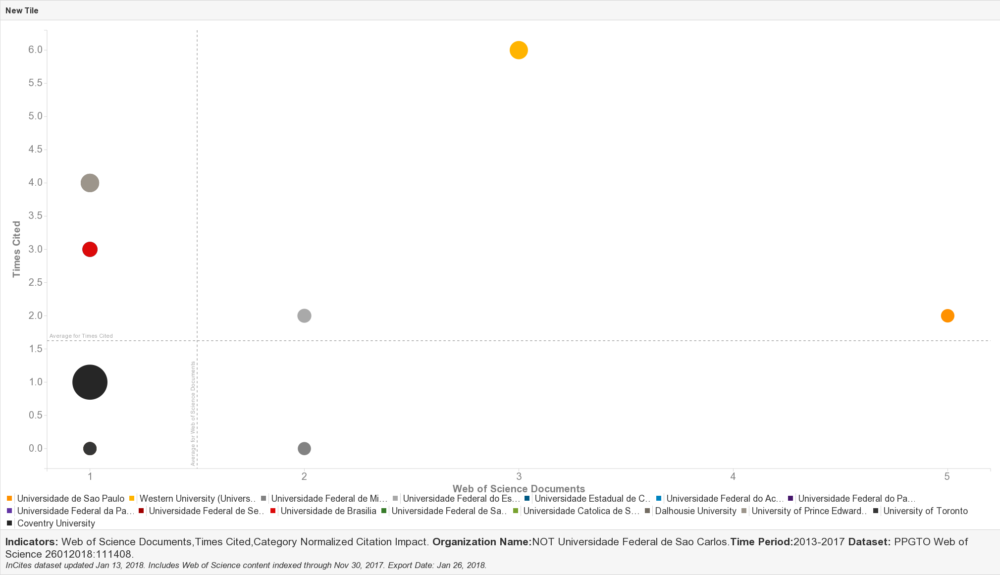 New Tile
6.0
5.5
5.0
4.5
4.0
3.5
3.0
2.5
2.0
1.5
1.0
0.5
0.0
Times Cited
Average for Times Cited
Average for Web of Science Documents
1 2 3 4 5
Web of Science Documents
Universidade de Sao Paulo Western University (Univers.. Universidade Federal de Mi... Universidade Federal do Es... Universidade Estadual de C.. Universidade Federal do Ac... Universidade Federal do Pa...
Universidade Federal da Pa... Universidade Federal de Se.. Universidade de Brasilia Universidade Federal de Sa.. Universidade Catolica de S... Dalhousie University University of Prince Edward.. University of Toronto
Coventry University
Indicators: Web of Science Documents,Times Cited,Category Normalized Citation Impact. Organization Name:NOT Universidade Federal de Sao Carlos.Time Period:2013-2017 Dataset: PPGTO Web of
Science 26012018:111408.
InCites dataset updated Jan 13, 2018. Includes Web of Science content indexed through Nov 30, 2017. Export Date: Jan 26, 2018.